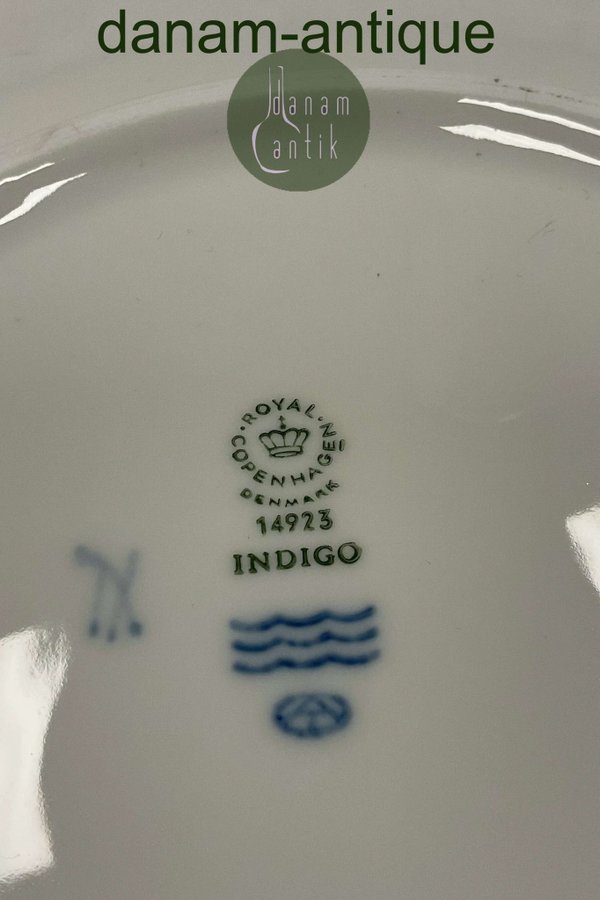 danam-antique
danam
antik
ROYAL
COPENHAGEN
DENMARK
14923
INDIGO